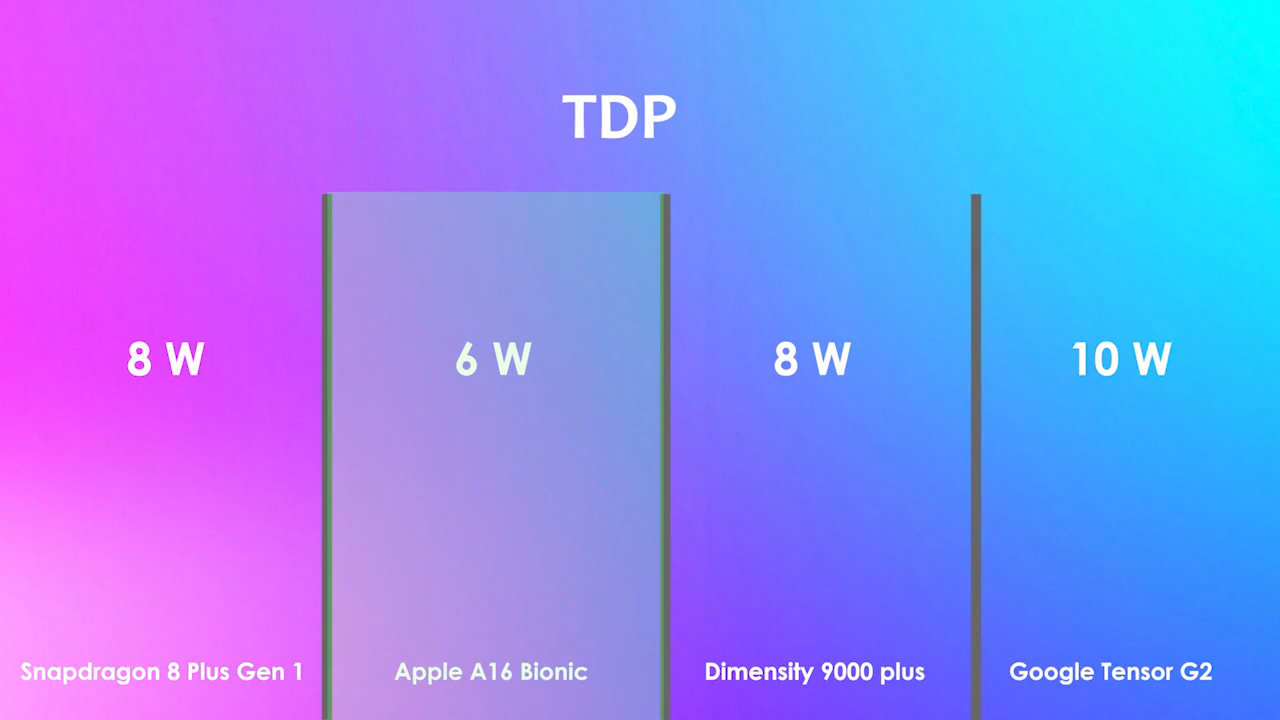 TDP
8 W
6 W
8 W
10 W
Snapdragon 8 Plus Gen 1
Apple A16 Bionic
Dimensity 9000 plus
Google Tensor G2